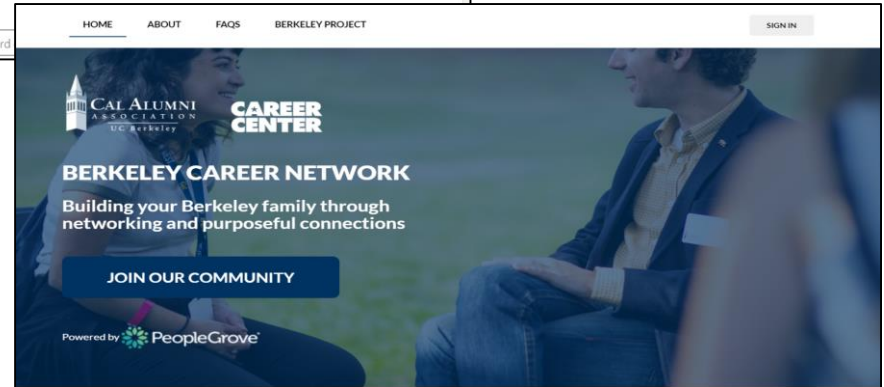 HOME ABOUT FAQS BERKELEY PROJECT SIGN IN
rd
CAL ALUMNI
ASSOCIATION
UC Berkeley
CAREER
CENTER
BERKELEY CAREER NETWORK
Building your Berkeley family through
networking and purposeful connections
JOIN OUR COMMUNITY
Powered by PeopleGrove